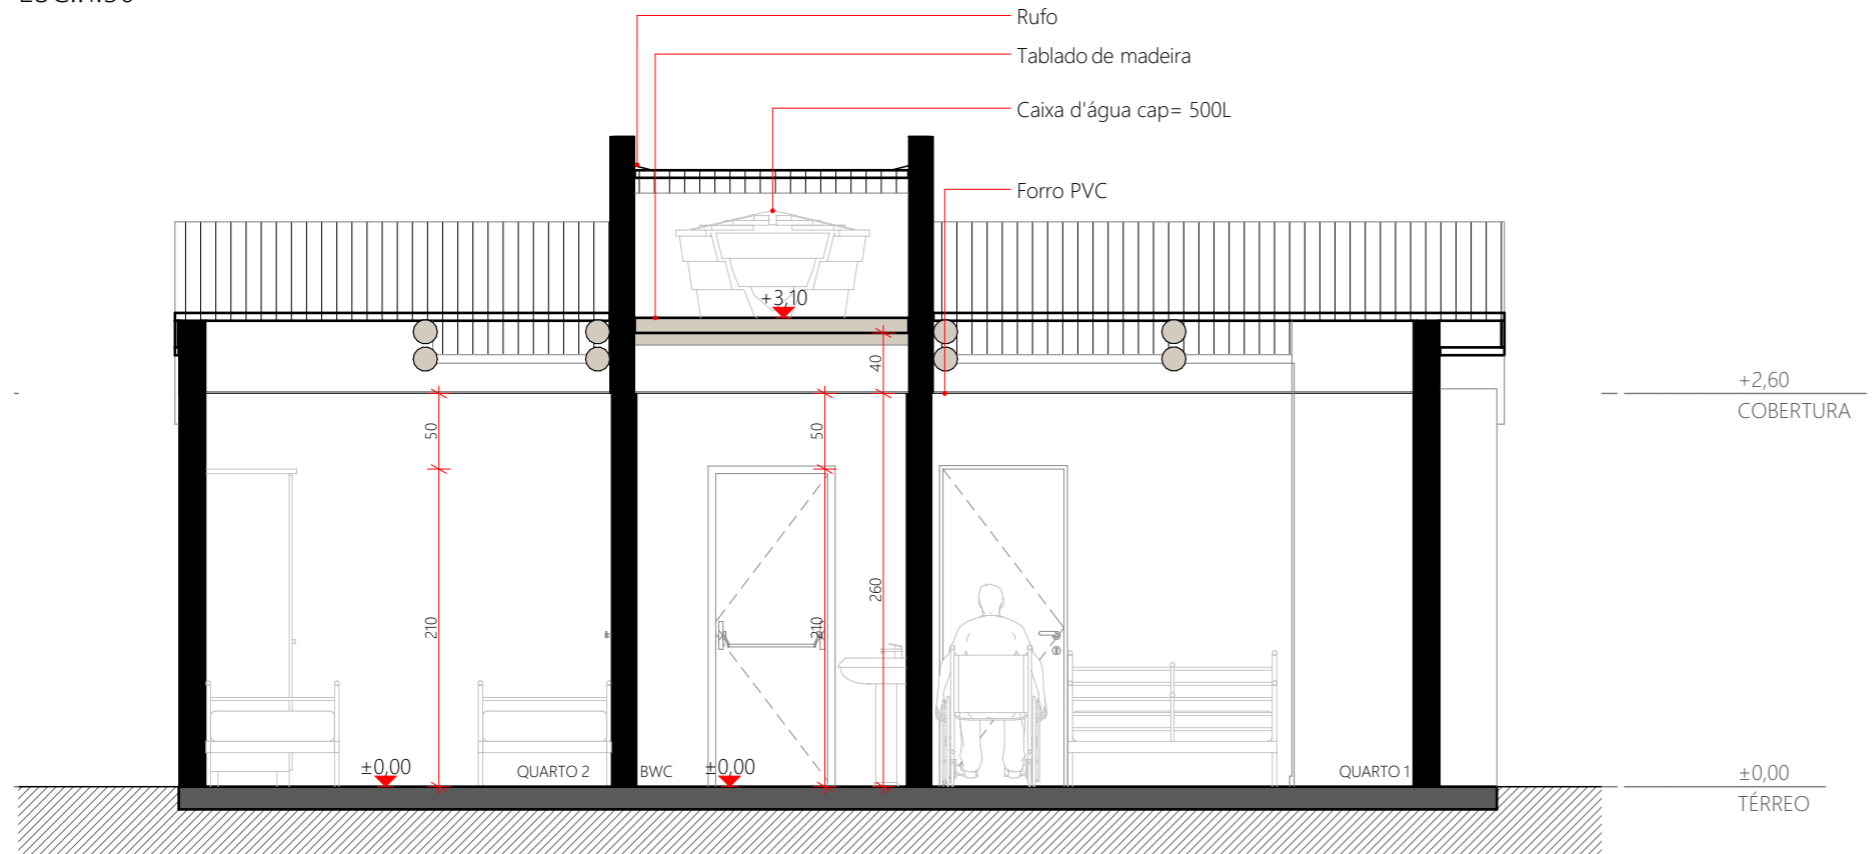 Rufo
Tablado de madeira
Caixa d'água cap= 500L
Forro PVC
+3,10
40
+2,60
COBERTURA
50
50
260
210
210
±0,00
QUARTO 2
BWC
±0,00
QUARTO 1
±0,00
TÉRREO